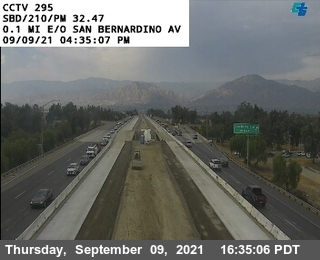 CCTV 295
SBD/210/PM 32.47
0.1 MI E/O SAN BERNARDINO AV
09/09/21 04:35:07 PM
Thursday, September 09, 2021 16:35:06 PDT